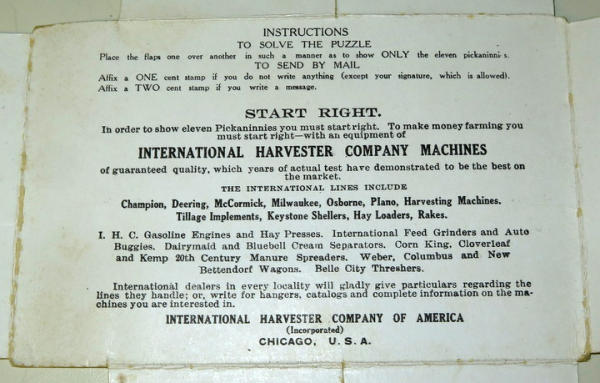 INSTRUCTIONS
TO SOLVE THE PUZZLE
Place the flaps one over another in such a manner as to show ONLY the eleven pickaninnies.
TO SEND BY MAIL
Affix a ONE cent stamp if you do not write anything (except your signature, which is allowed).
Affix a TWO cent stamp if you write a message.
START RIGHT.
In order to show eleven Pickaninnies you must start right. To make money farming you
must start right—with an equipment of
INTERNATIONAL HARVESTER COMPANY MACHINES
of guaranteed quality, which years of actual test have demonstrated to be the best on
the market.
THE INTERNATIONAL LINES INCLUDE
Champion, Deering, McCormick, Milwaukee, Osborne, Plano, Harvesting Machines.
Tillage Implements, Keystone Shellers, Hay Loaders, Rakes.
I. H. C. Gasoline Engines and Hay Presses. International Feed Grinders and Auto
Buggies. Dairymaid and Bluebell Cream Separators. Corn King, Cloverleaf
and Kemp 20th Century Manure Spreaders. Weber, Columbus and New
Bettendorf Wagons. Belle City Threshers.
International dealers in every locality will gladly give particulars regarding the
lines they handle; or, write for hangers, catalogs and complete information on the ma-
chines you are interested in.
INTERNATIONAL HARVESTER COMPANY OF AMERICA
(Incorporated)
CHICAGO, U. S. A.